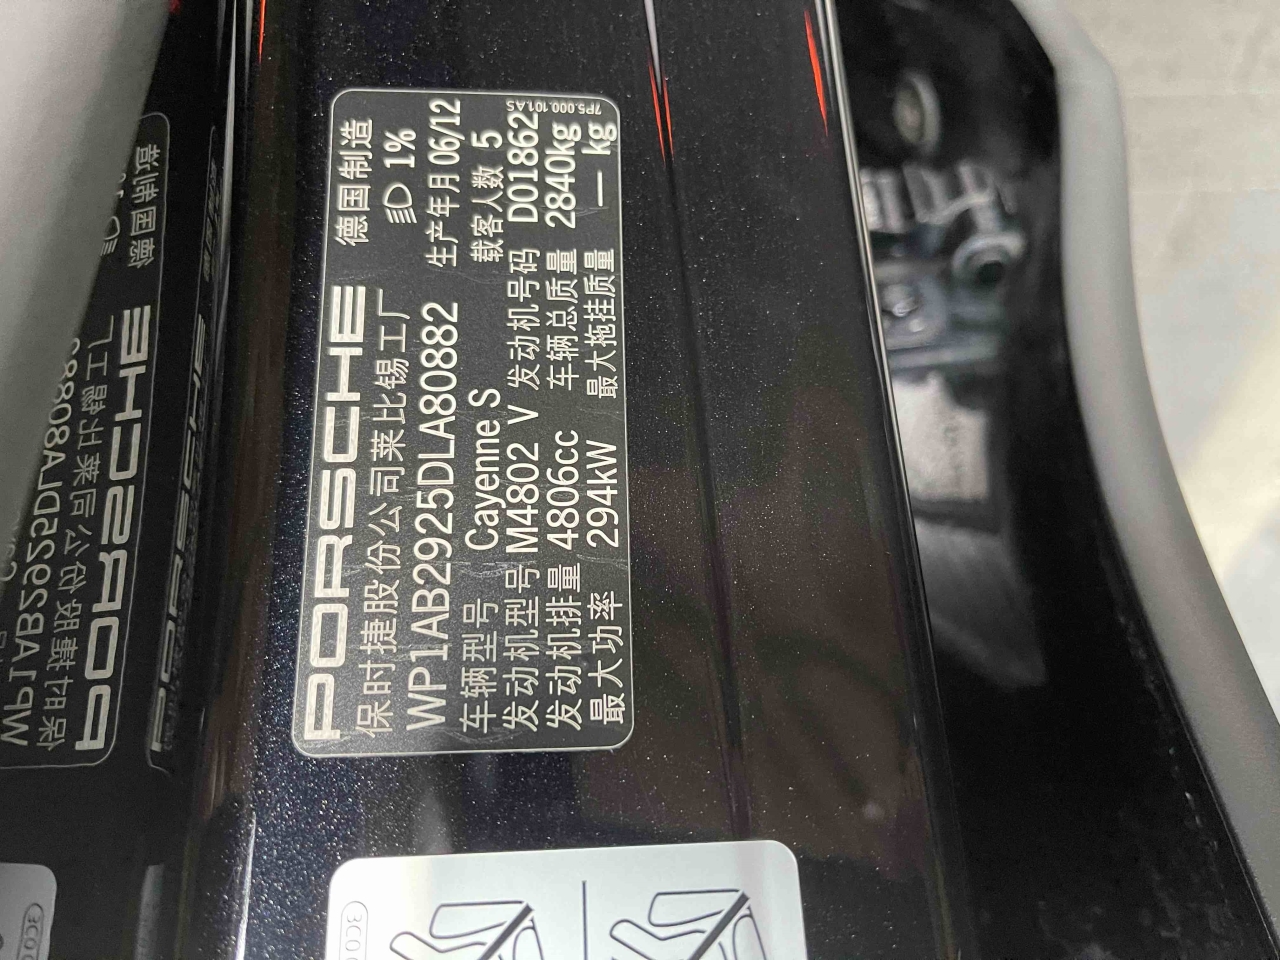 PORSCHE 德国制造
保时捷股份公司莱比锡工厂 1%
WP1AB2925DLA80882 生产年月 06/12
车辆型号 Cayenne S 载客人数 5
发动机型号 M4802 V 发动机号码 D01862
发动机排量 4806cc 车辆总质量 2840kg
最大功率 294kW 最大拖挂质量 — kg
7P5.000.101.AS